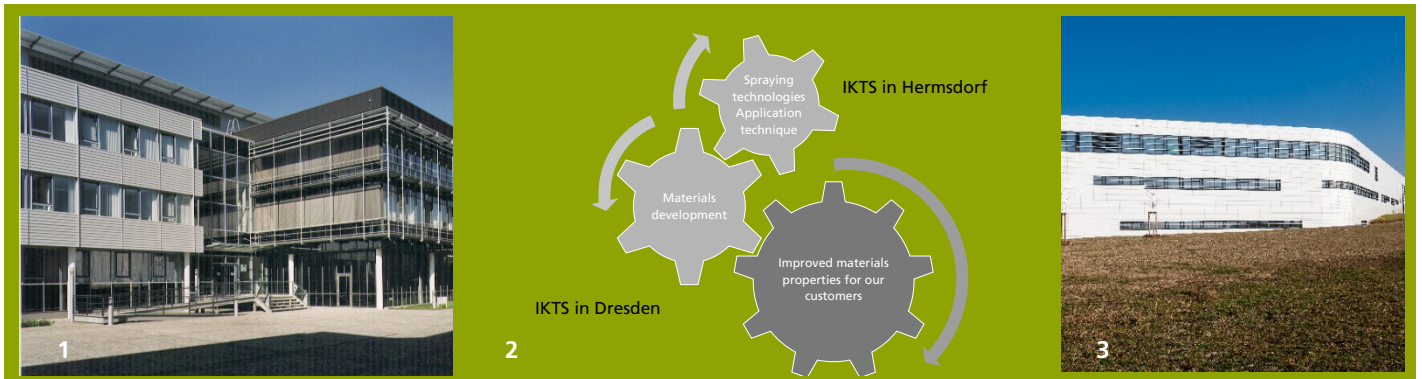 Spraying
technologies
Application
technique
IKTS in Hermsdorf
Materials
development
Improved materials
properties for our
customers
IKTS in Dresden
1
2
3